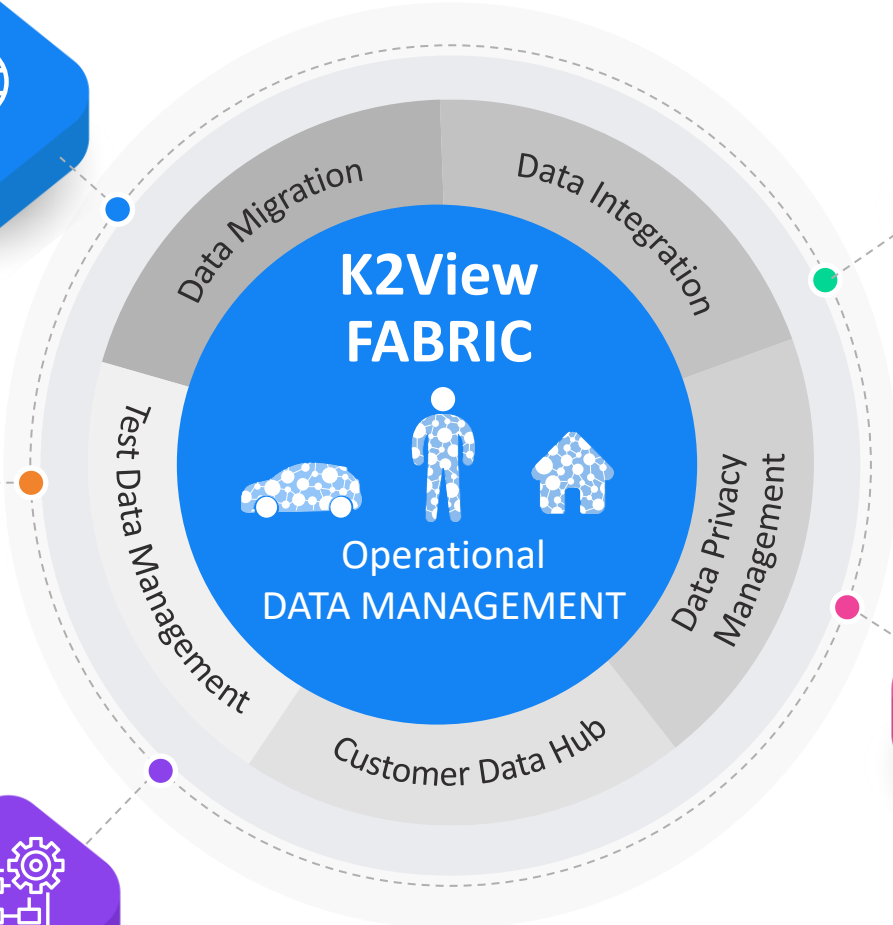 K2View
FABRIC
Operational
DATA MANAGEMENT
Data Migration
Data Integration
Data Privacy
Management
Customer Data Hub
Test Data Management